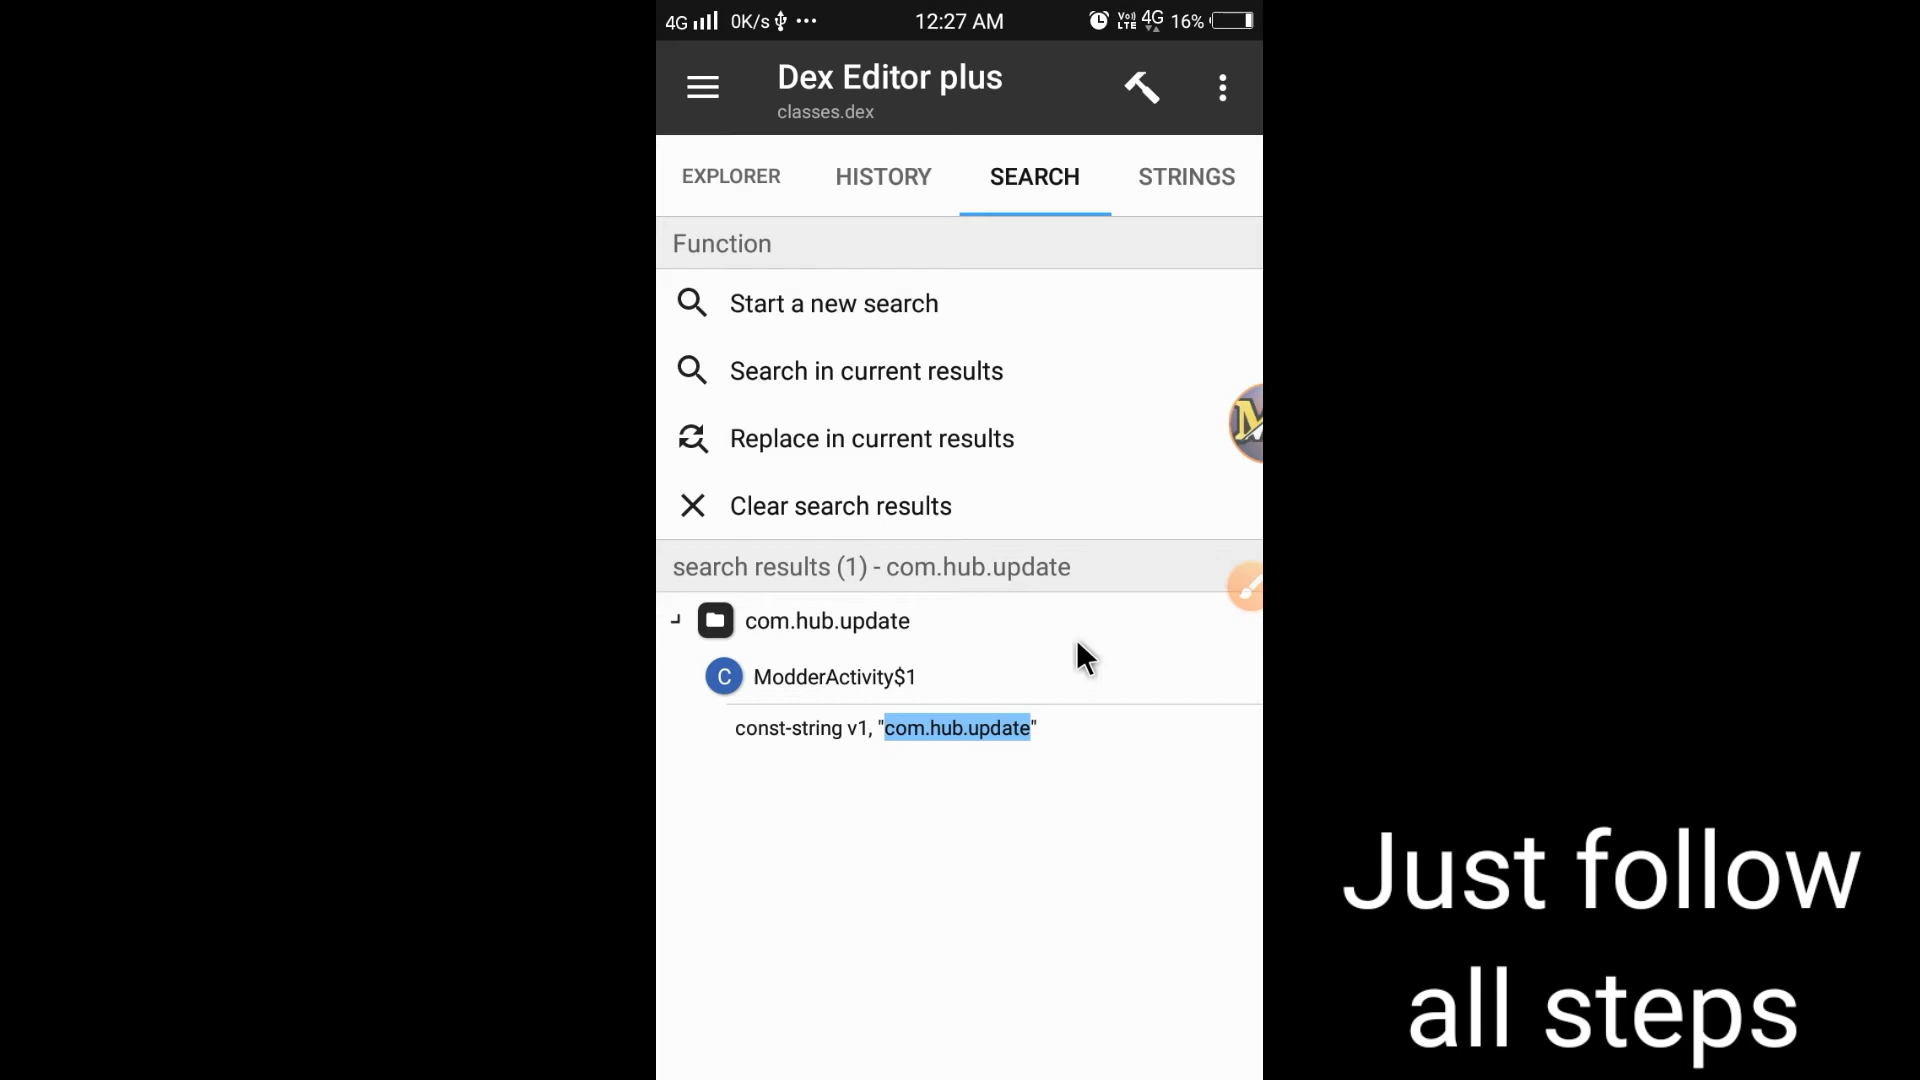 4G 0K/s ••• 12:27 AM VoLTE 4G 16%
Dex Editor plus
classes.dex
EXPLORER HISTORY SEARCH STRINGS
Function
Start a new search
Search in current results
Replace in current results
Clear search results
search results (1) - com.hub.update
com.hub.update
C ModderActivity$1
const-string v1, "com.hub.update"
Just follow
all steps